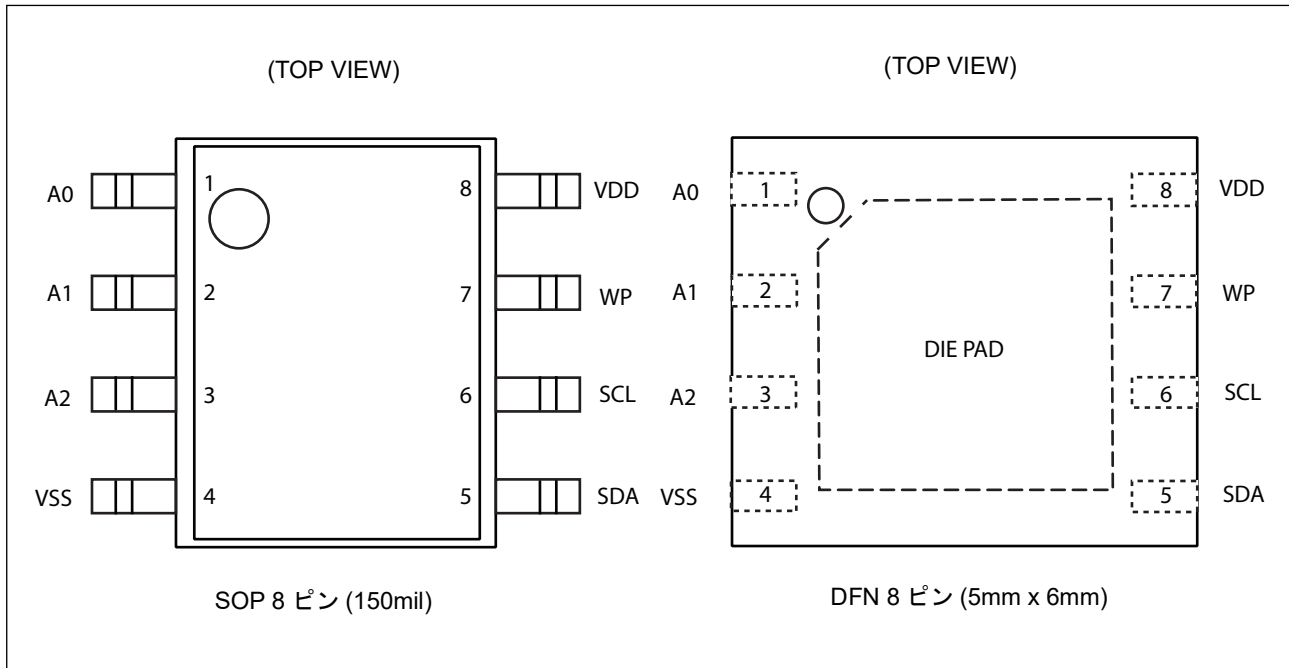 (TOP VIEW)
A0 1 8 VDD
A1 2 7 WP
A2 3 6 SCL
VSS 4 5 SDA
SOP 8 ピン (150mil)
(TOP VIEW)
A0 1 8 VDD
A1 2 7 WP
DIE PAD
A2 3 6 SCL
VSS 4 5 SDA
DFN 8 ピン (5mm x 6mm)